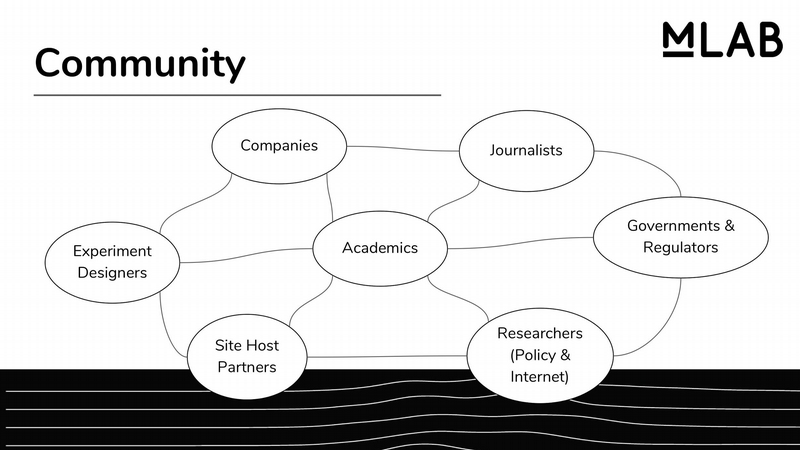 MLAB
Community
Companies
Journalists
Governments &
Regulators
Experiment
Designers
Academics
Site Host
Partners
Researchers
(Policy &
Internet)